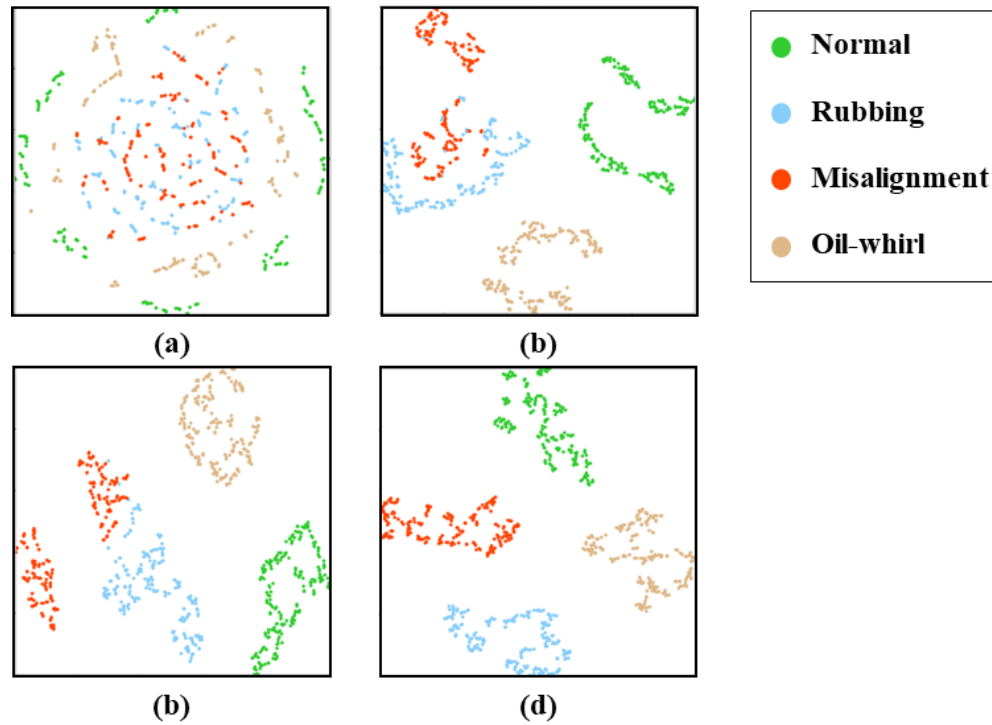 Normal
Rubbing
Misalignment
Oil-whirl
(a)
(b)
(b)
(d)